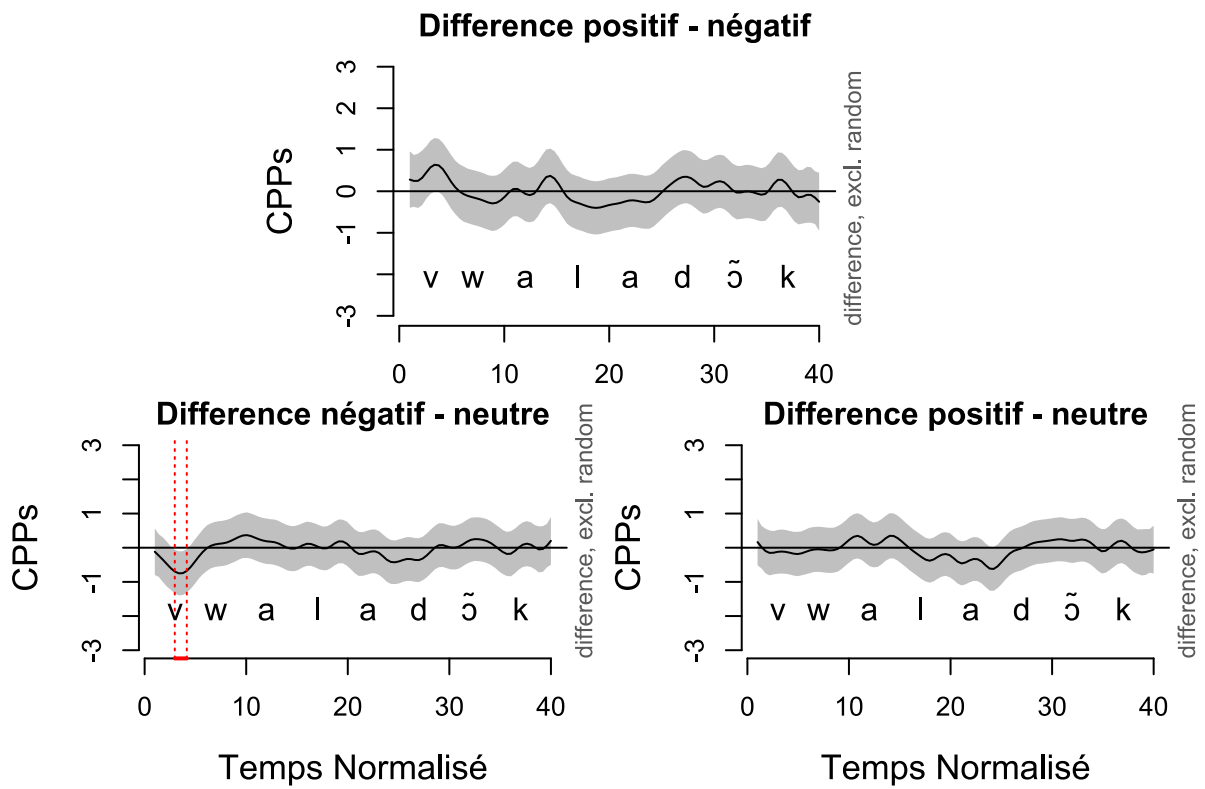 Difference positif - négatif
3
2
1
0
-1
-3
CPPs
v w a l a d ɔ̃ k
difference, excl. random
0 10 20 30 40
Difference négatif - neutre
3
1
-1
-3
CPPs
v w a l a d ɔ̃ k
difference, excl. random
0 10 20 30 40
Temps Normalisé
Difference positif - neutre
3
1
-1
-3
CPPs
v w a l a d ɔ̃ k
difference, excl. random
0 10 20 30 40
Temps Normalisé